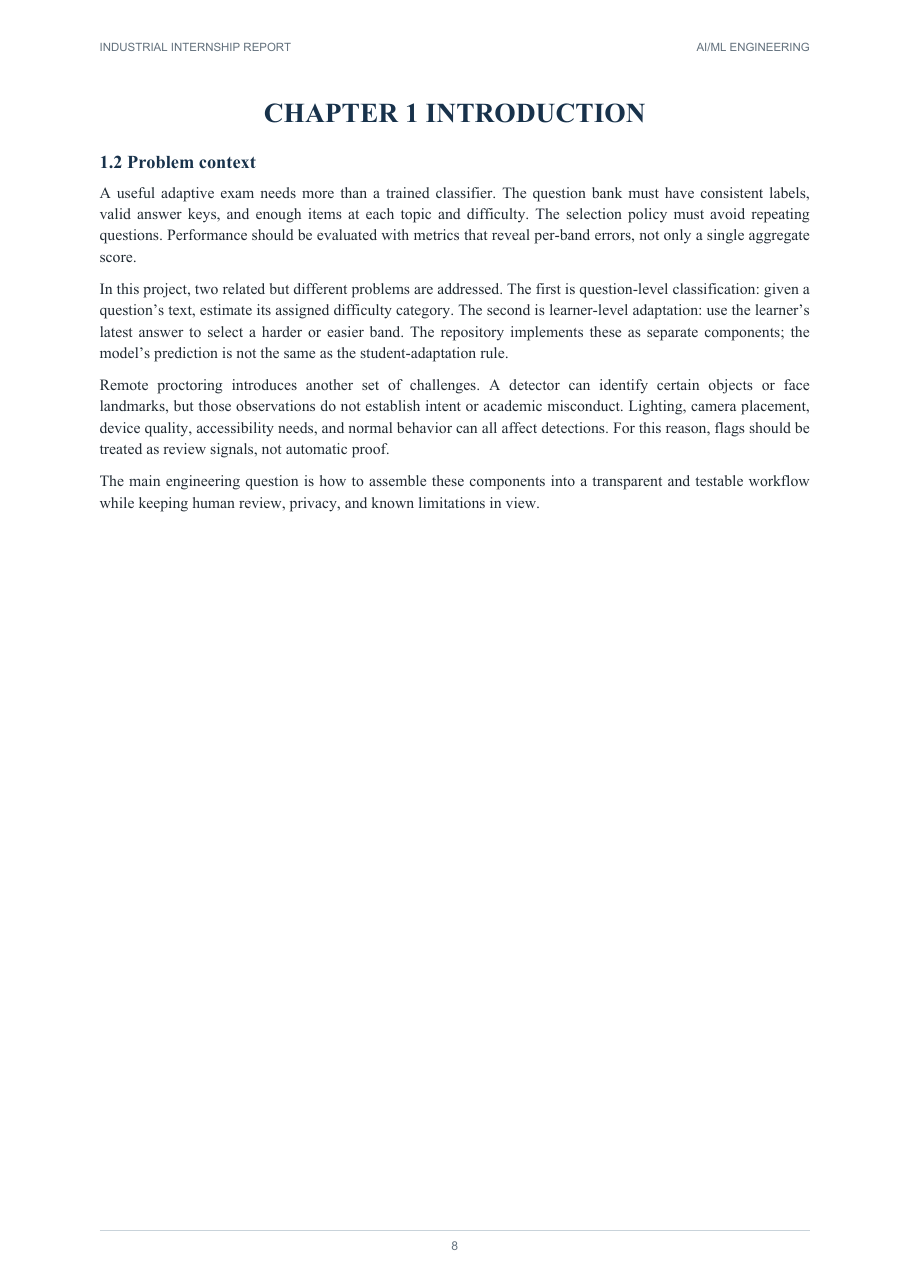 INDUSTRIAL INTERNSHIP REPORT
AI/ML ENGINEERING
CHAPTER 1 INTRODUCTION
1.2 Problem context
A useful adaptive exam needs more than a trained classifier. The question bank must have consistent labels,
valid answer keys, and enough items at each topic and difficulty. The selection policy must avoid repeating
questions. Performance should be evaluated with metrics that reveal per-band errors, not only a single aggregate
score.
In this project, two related but different problems are addressed. The first is question-level classification: given a
question’s text, estimate its assigned difficulty category. The second is learner-level adaptation: use the learner’s
latest answer to select a harder or easier band. The repository implements these as separate components; the
model’s prediction is not the same as the student-adaptation rule.
Remote proctoring introduces another set of challenges. A detector can identify certain objects or face
landmarks, but those observations do not establish intent or academic misconduct. Lighting, camera placement,
device quality, accessibility needs, and normal behavior can all affect detections. For this reason, flags should be
treated as review signals, not automatic proof.
The main engineering question is how to assemble these components into a transparent and testable workflow
while keeping human review, privacy, and known limitations in view.
8